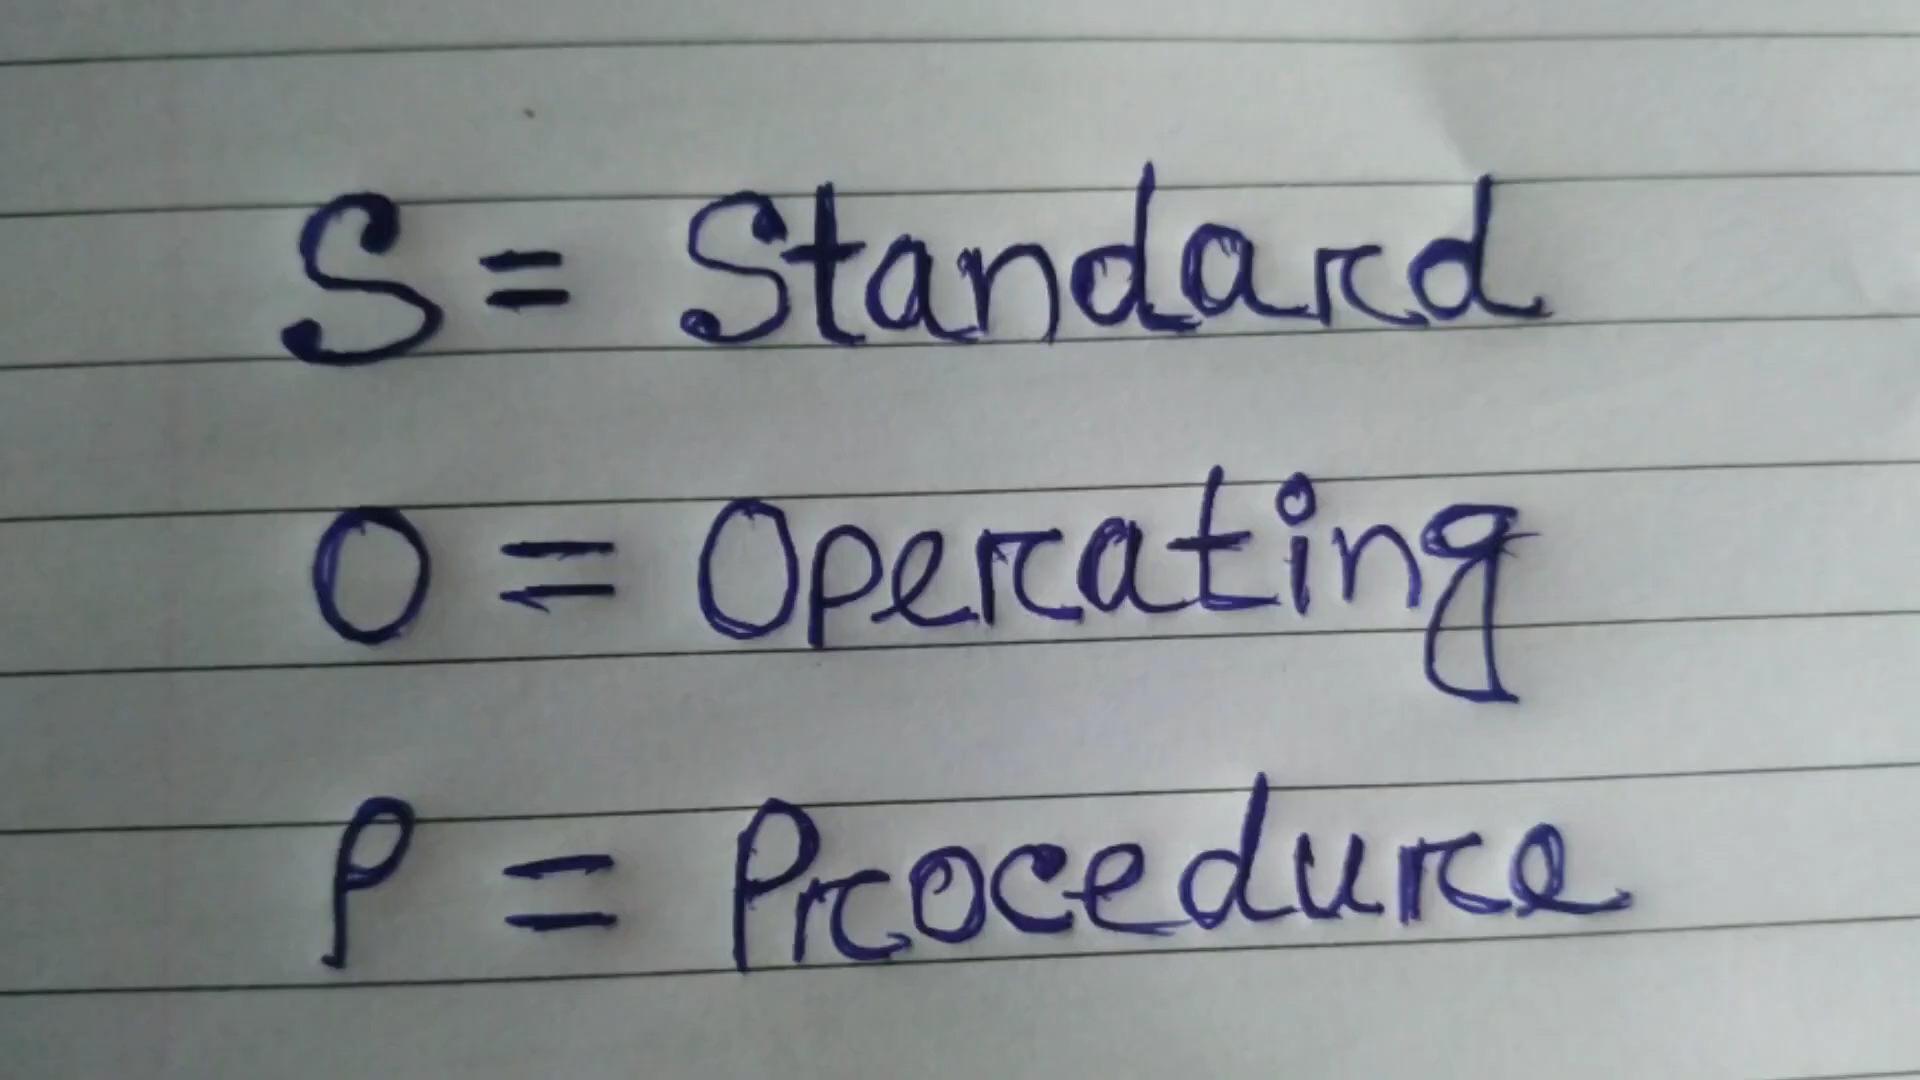 S = Standard
O = Operating
P = Procedure